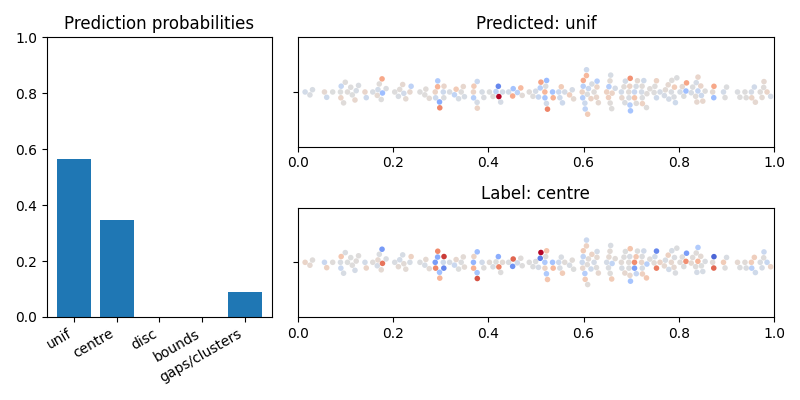 Prediction probabilities
1.0
0.8
0.6
0.4
0.2
0.0
unif
centre
disc
bounds
gaps/clusters
Predicted: unif
0.0 0.2 0.4 0.6 0.8 1.0
Label: centre
0.0 0.2 0.4 0.6 0.8 1.0